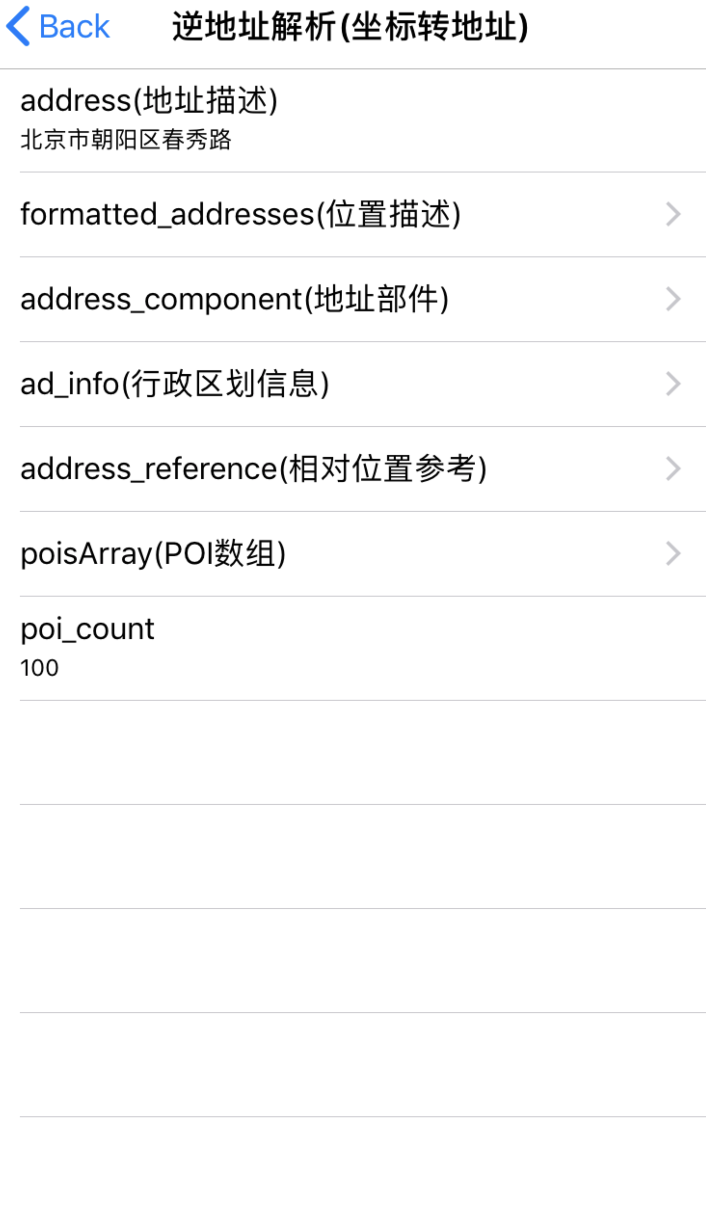 Back
逆地址解析(坐标转地址)
address(地址描述)
北京市朝阳区春秀路
formatted_addresses(位置描述)
address_component(地址部件)
ad_info(行政区划信息)
address_reference(相对位置参考)
poisArray(POI数组)
poi_count
100